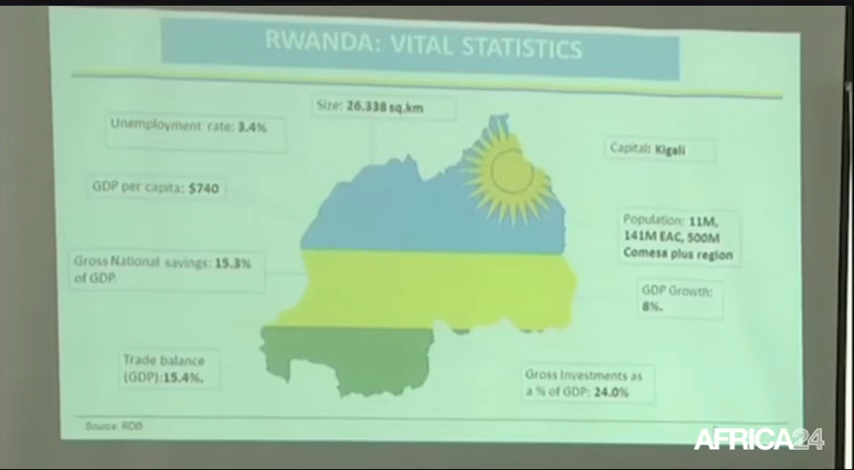 RWANDA: VITAL STATISTICS
Size: 26.338 sq.km
Unemployment rate: 3.4%
Capital: Kigali
GDP per capita: $740
Population: 11M,
141M EAC, 500M
Comesa plus region
Gross National savings: 15.3%
of GDP.
GDP Growth:
8%.
Trade balance
(GDP):15.4%.
Gross Investments as
a % of GDP: 24.0%
Source: RDB
AFRICA24